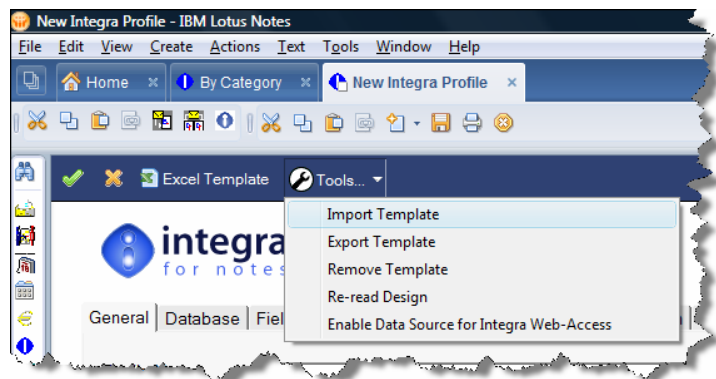 New Integra Profile - IBM Lotus Notes
File Edit View Create Actions Text Tools Window Help
Home By Category New Integra Profile
Excel Template Tools...
Import Template
Export Template
Remove Template
Re-read Design
Enable Data Source for Integra Web-Access
integra
for notes
General Database Fiel
16